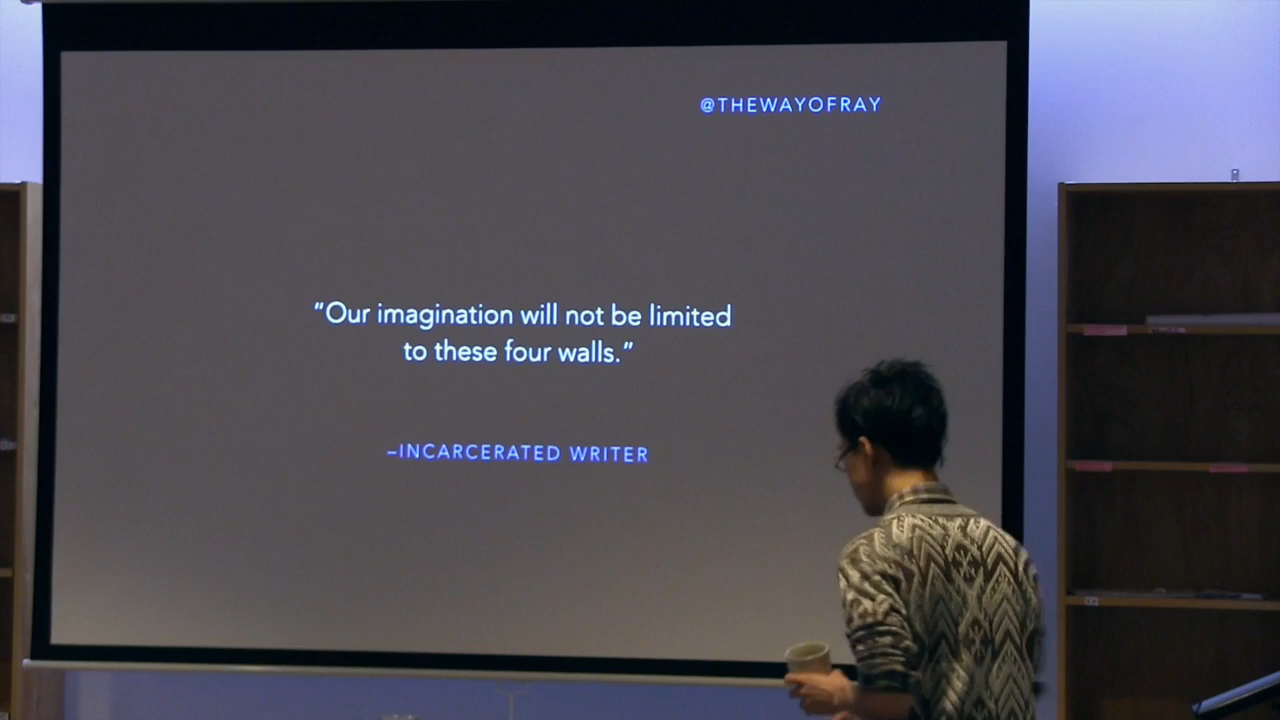 @THEWAYOFRAY
“Our imagination will not be limited
to these four walls.”
–INCARCERATED WRITER